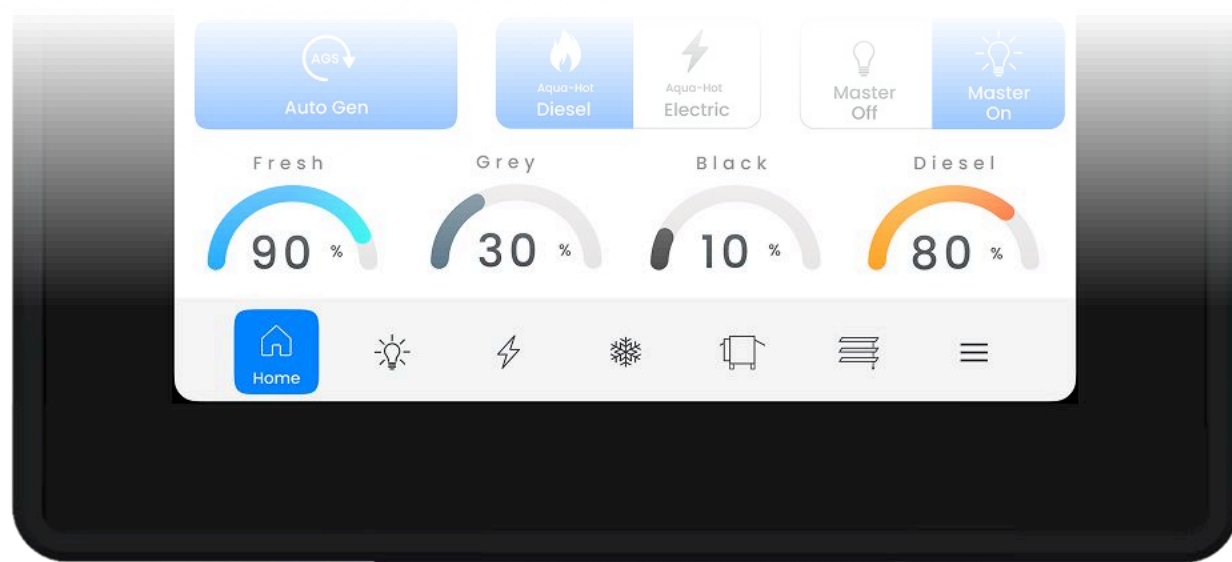 AGS
Auto Gen
Aqua-Hot
Diesel
Aqua-Hot
Electric
Master
Off
Master
On
Fresh
Grey
Black
Diesel
90 %
30 %
10 %
80 %
Home